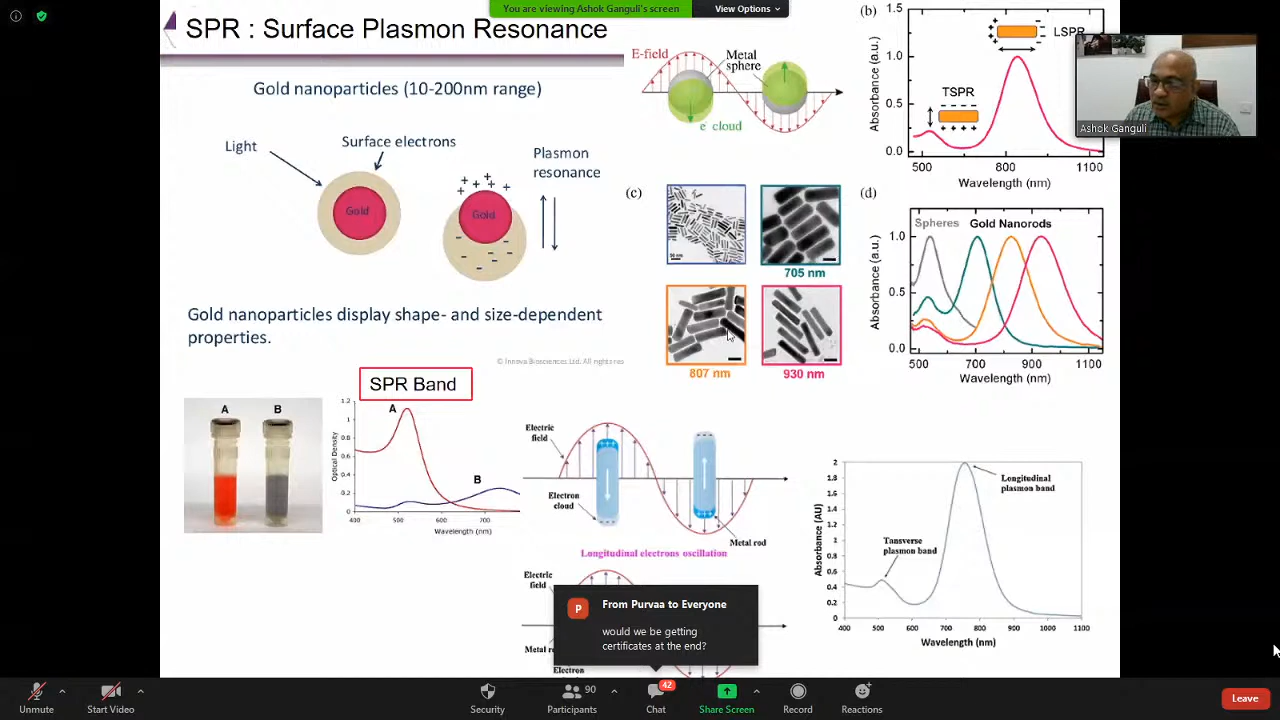 You are viewing Ashok Ganguli's screen
View Options
SPR : Surface Plasmon Resonance
Gold nanoparticles (10-200nm range)
Light
Surface electrons
Plasmon
resonance
Gold
Gold
Gold nanoparticles display shape- and size-dependent
properties.
© Innova Biosciences Ltd. All rights res
E-field
Metal
sphere
e⁻ cloud
(b)
1.5
1.0
0.5
0.0
Absorbance (a.u.)
LSPR
TSPR
500
800
1100
Wavelength (nm)
Ashok Ganguli
(c)
705 nm
807 nm
930 nm
(d)
Spheres
Gold Nanorods
1.0
0.5
0.0
Absorbance (a.u.)
500
700
900
1100
Wavelength (nm)
SPR Band
A
B
1.2
1
0.8
0.6
0.4
0.2
0
Optical Density
A
B
400
500
600
700
Wavelength (nm)
Electric
field
Electron
cloud
Metal rod
Longitudinal electrons oscillation
Electric
field
Electron
2
1.8
1.6
1.4
1.2
1
0.8
0.6
0.4
0.2
0
Absorbance (AU)
Longitudinal
plasmon band
Tansverse
plasmon band
400
500
600
700
800
900
1000
1100
Wavelength (nm)
P
From Purvaa to Everyone
would we be getting
certificates at the end?
Unmute
Start Video
Security
90
Participants
42
Chat
Share Screen
Record
Reactions
Leave